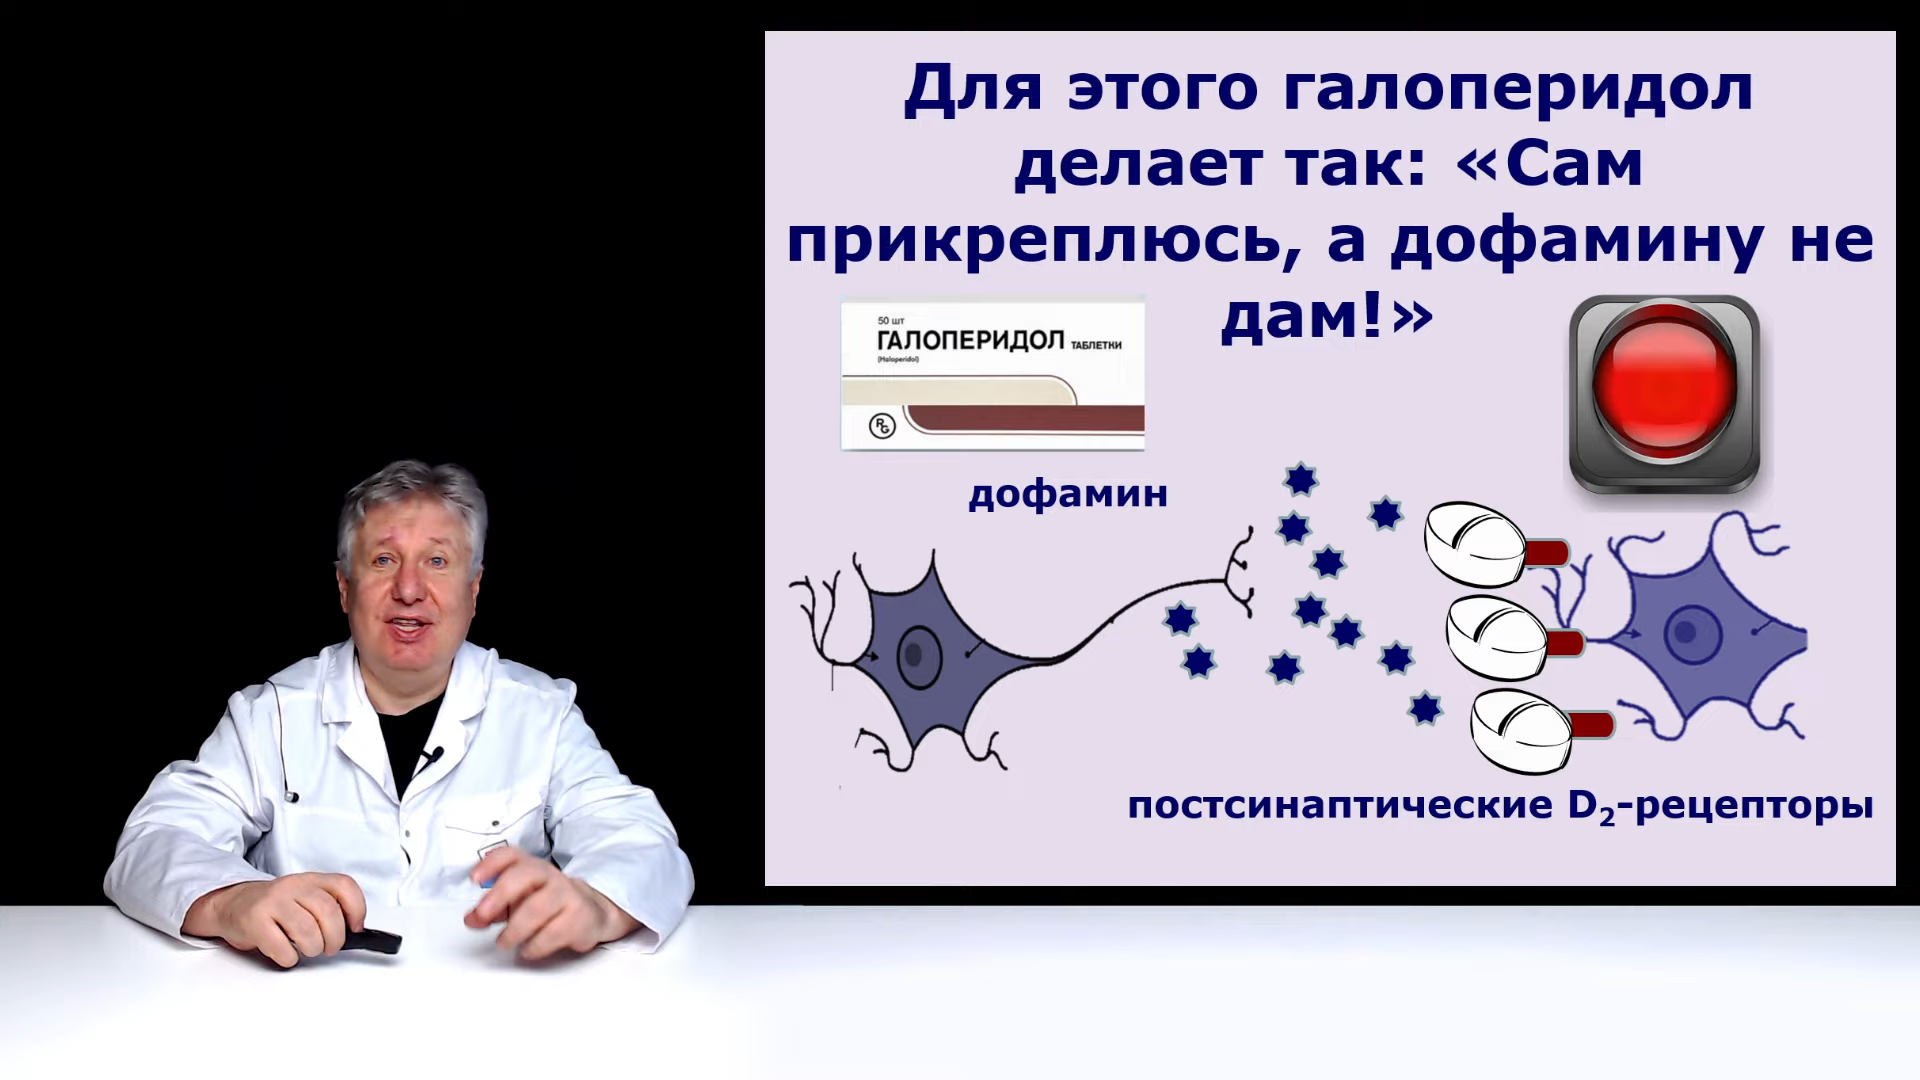 Для этого галоперидол
делает так: «Сам
прикреплюсь, а дофамину не
дам!»
50 шт
ГАЛОПЕРИДОЛ ТАБЛЕТКИ
(Haloperidol)
RG
дофамин
постсинаптические D₂-рецепторы